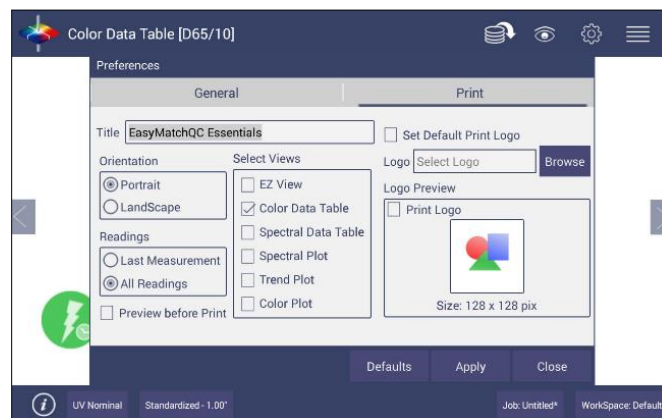 Color Data Table [D65/10]
Preferences
General
Print
Title EasyMatchQC Essentials
Orientation
Portrait
LandScape
Readings
Last Measurement
All Readings
Preview before Print
Select Views
EZ View
Color Data Table
Spectral Data Table
Spectral Plot
Trend Plot
Color Plot
Set Default Print Logo
Logo Select Logo Browse
Logo Preview
Print Logo
Size: 128 x 128 pix
Defaults Apply Close
UV Nominal Standardized - 1.00" Job: Untitled* WorkSpace: Default